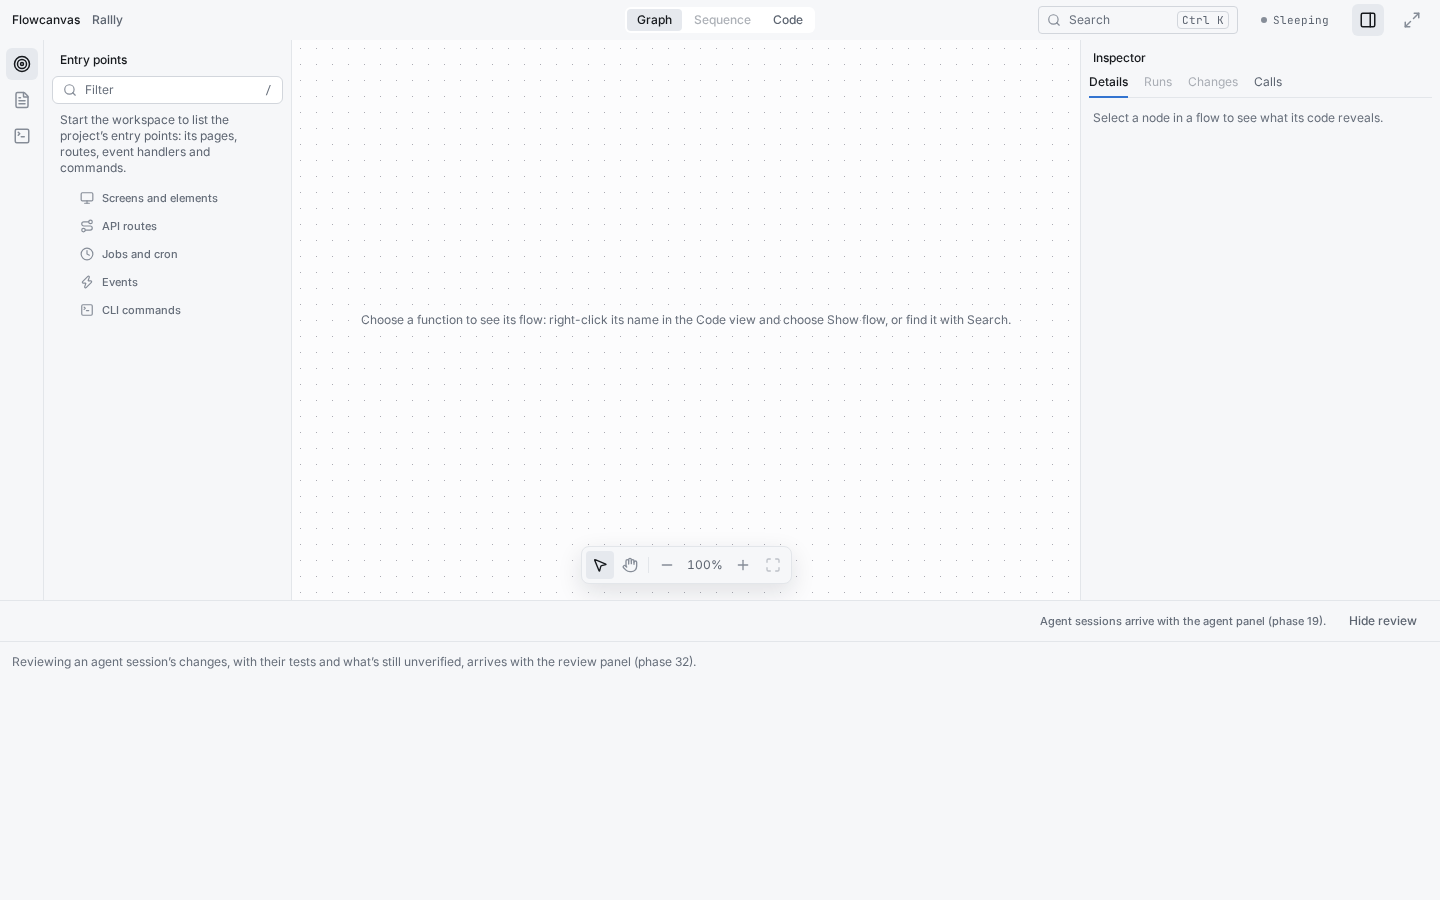 Flowcanvas Rallly
Graph Sequence Code
Search Ctrl K
Sleeping
Entry points
Filter /
Start the workspace to list the
project’s entry points: its pages,
routes, event handlers and
commands.
Screens and elements
API routes
Jobs and cron
Events
CLI commands
Choose a function to see its flow: right-click its name in the Code view and choose Show flow, or find it with Search.
100%
Inspector
Details Runs Changes Calls
Select a node in a flow to see what its code reveals.
Agent sessions arrive with the agent panel (phase 19). Hide review
Reviewing an agent session’s changes, with their tests and what’s still unverified, arrives with the review panel (phase 32).